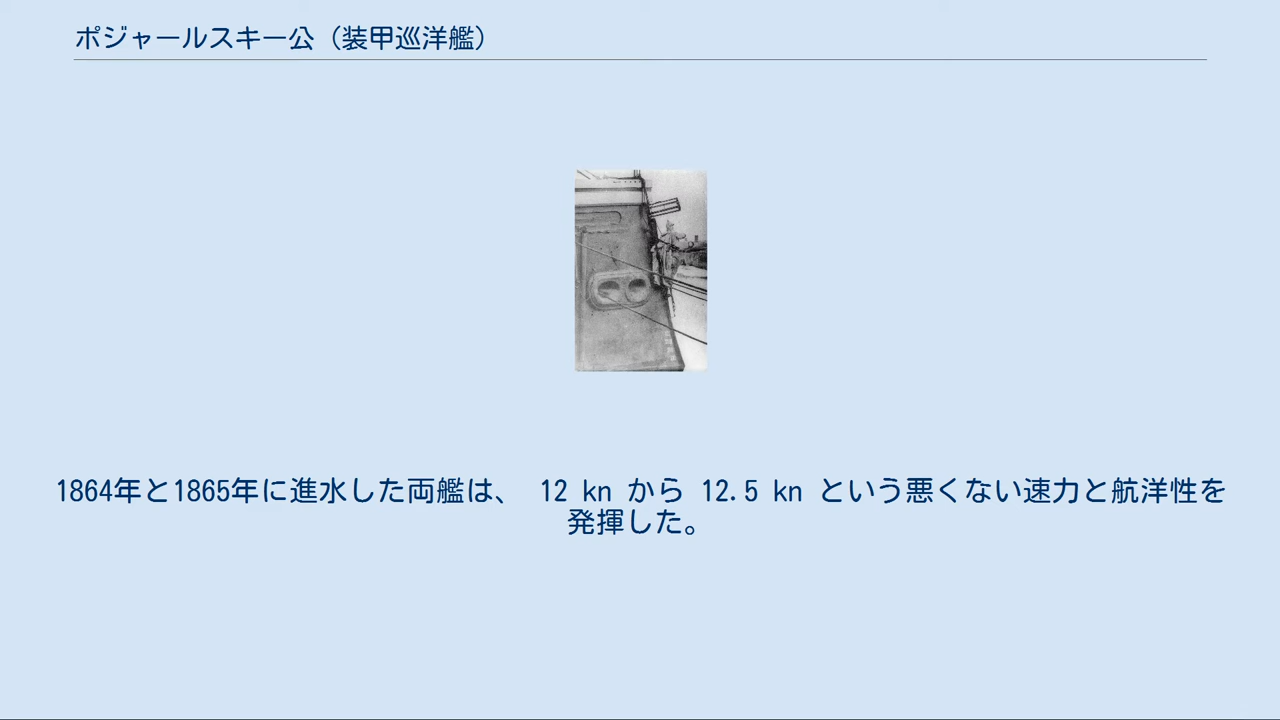 ポジャールスキー公（装甲巡洋艦）
1864年と1865年に進水した両艦は、 12 kn から 12.5 kn という悪くない速力と航洋性を
発揮した。